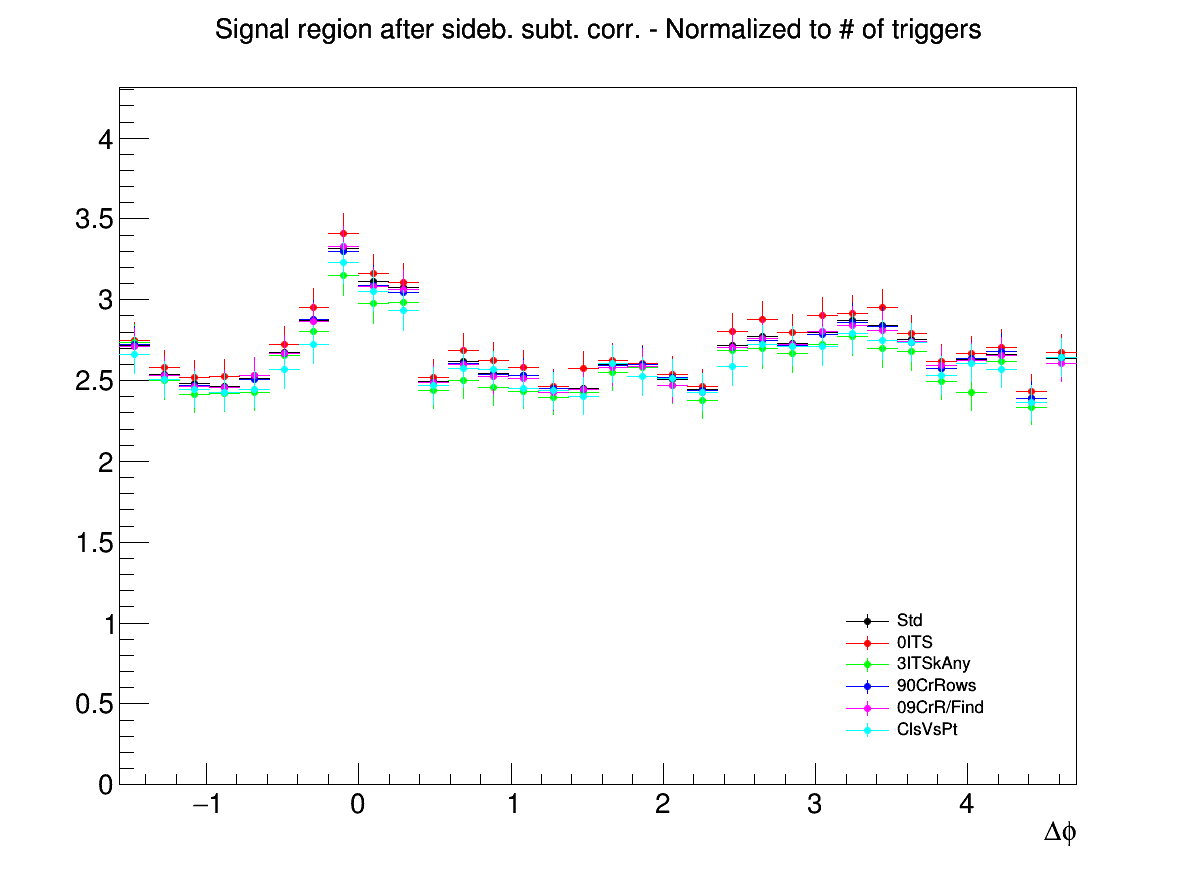 Signal region after sideb. subt. corr. - Normalized to # of triggers
4
3.5
3
2.5
2
1.5
1
0.5
0
−1 0 1 2 3 4
Δϕ
Std
0ITS
3ITSkAny
90CrRows
09CrR/Find
ClsVsPt